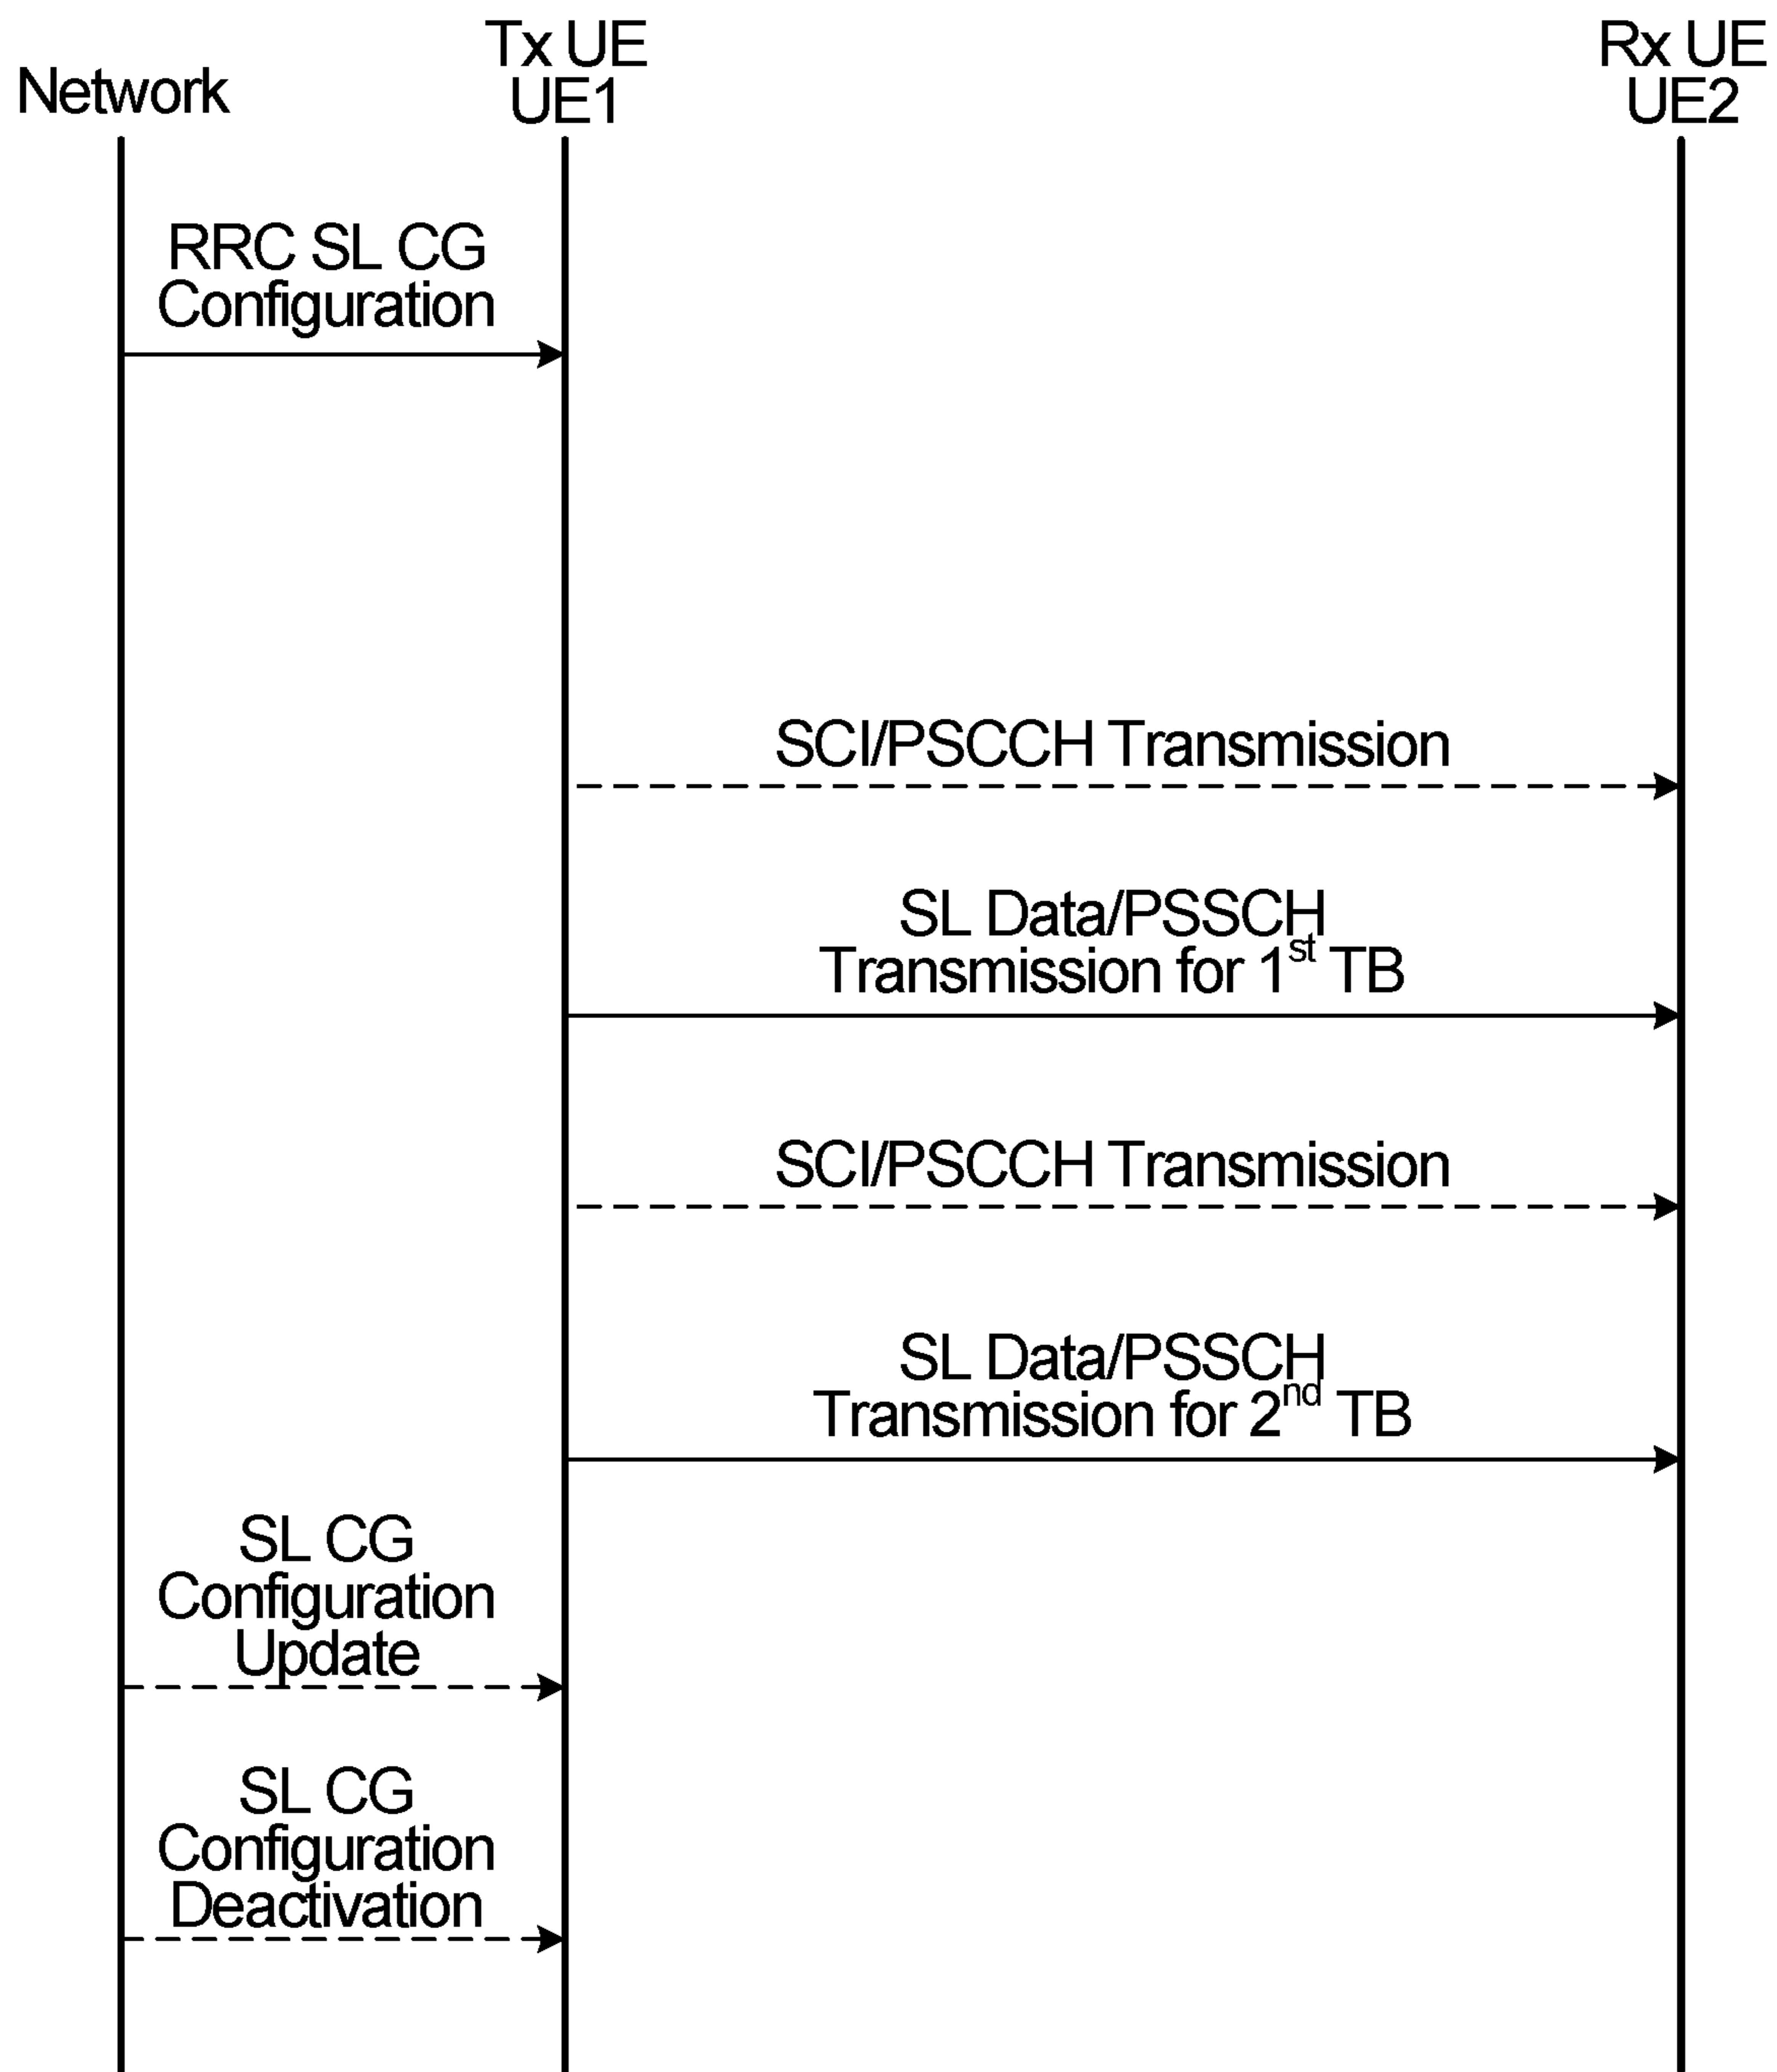 Network
Tx UE
UE1
Rx UE
UE2
RRC SL CG
Configuration
SCI/PSCCH Transmission
SL Data/PSSCH
Transmission for 1st TB
SCI/PSCCH Transmission
SL Data/PSSCH
Transmission for 2nd TB
SL CG
Configuration
Update
SL CG
Configuration
Deactivation